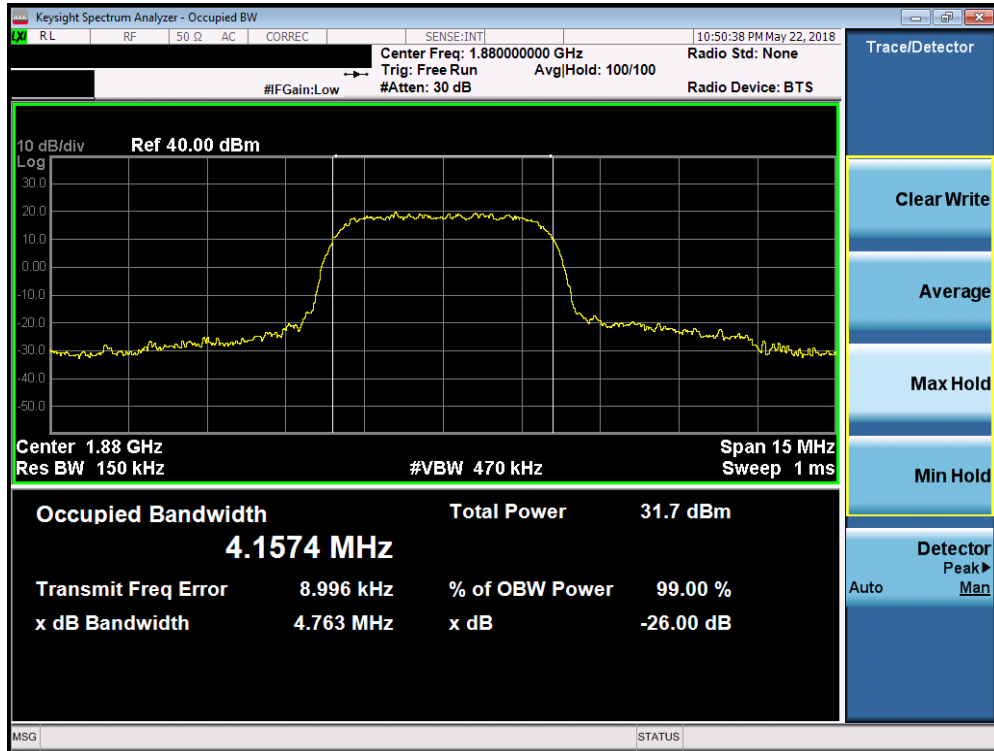 Keysight Spectrum Analyzer - Occupied BW
LXI RL RF 50 Ω AC CORREC SENSE:INT 10:50:38 PM May 22, 2018
Center Freq: 1.880000000 GHz Radio Std: None
Trig: Free Run Avg|Hold: 100/100
#IFGain:Low #Atten: 30 dB Radio Device: BTS
10 dB/div Ref 40.00 dBm
Log
30.0
20.0
10.0
0.00
-10.0
-20.0
-30.0
-40.0
-50.0
Center 1.88 GHz Span 15 MHz
Res BW 150 kHz #VBW 470 kHz Sweep 1 ms
Occupied Bandwidth Total Power 31.7 dBm
4.1574 MHz
Transmit Freq Error 8.996 kHz % of OBW Power 99.00 %
x dB Bandwidth 4.763 MHz x dB -26.00 dB
MSG STATUS
Trace/Detector
Clear Write
Average
Max Hold
Min Hold
Detector
Peak▶
Auto Man